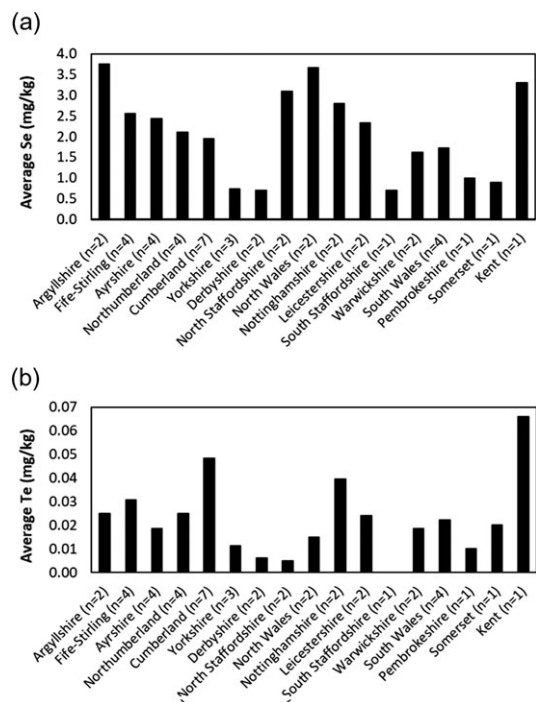 (a)
Average Se (mg/kg)
4.0
3.5
3.0
2.5
2.0
1.5
1.0
0.5
0.0
Argyllshire (n=2)
Fife-Stirling (n=4)
Ayrshire (n=4)
Northumberland (n=4)
Cumberland (n=7)
Yorkshire (n=3)
Derbyshire (n=2)
North Staffordshire (n=2)
North Wales (n=2)
Nottinghamshire (n=2)
Leicestershire (n=2)
South Staffordshire (n=1)
Warwickshire (n=2)
South Wales (n=4)
Pembrokeshire (n=1)
Somerset (n=1)
Kent (n=1)
(b)
Average Te (mg/kg)
0.07
0.06
0.05
0.04
0.03
0.02
0.01
0.00
Argyllshire (n=2)
Fife-Stirling (n=4)
Ayrshire (n=4)
Northumberland (n=4)
Cumberland (n=7)
Yorkshire (n=3)
Derbyshire (n=2)
North Staffordshire (n=2)
North Wales (n=2)
Nottinghamshire (n=2)
Leicestershire (n=2)
South Staffordshire (n=1)
Warwickshire (n=2)
South Wales (n=4)
Pembrokeshire (n=1)
Somerset (n=1)
Kent (n=1)